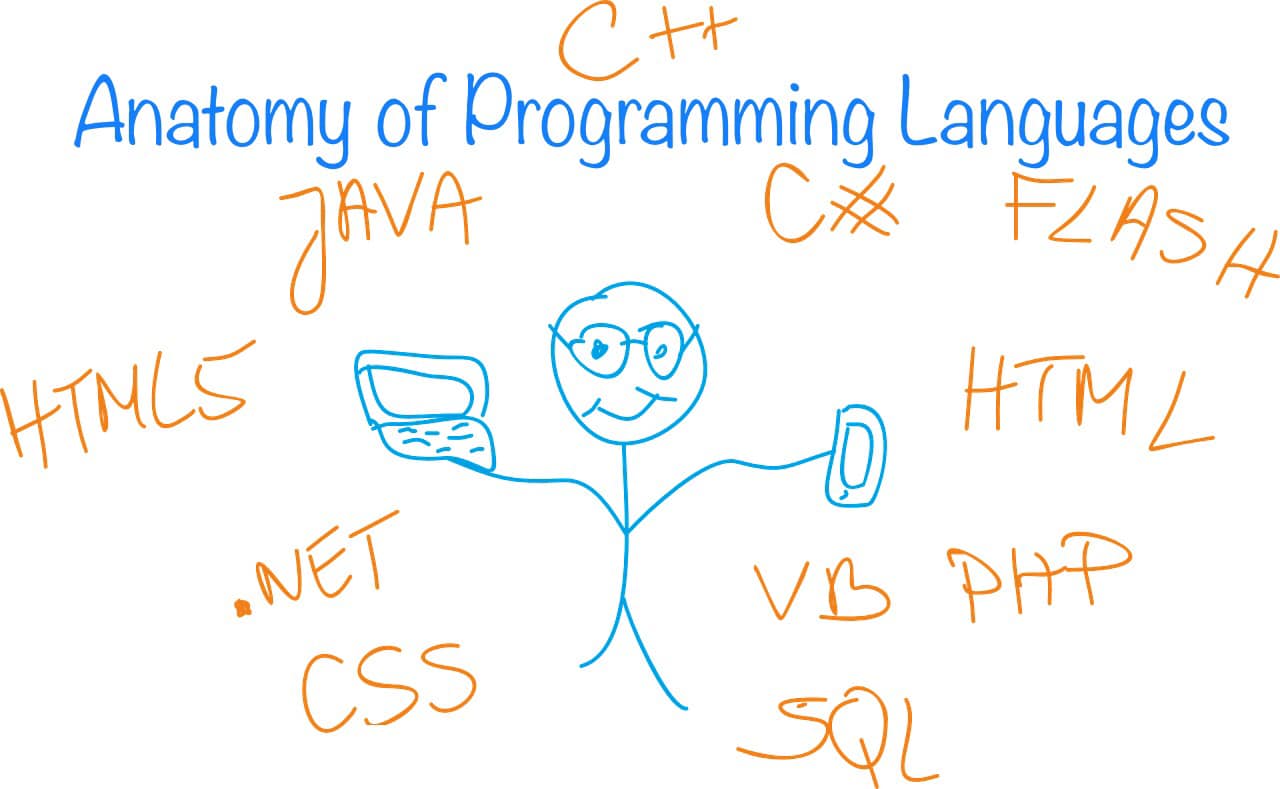 C++
Anatomy of Programming Languages
JAVA
C#
FLASH
HTML5
HTML
.NET
VB
PHP
CSS
SQL